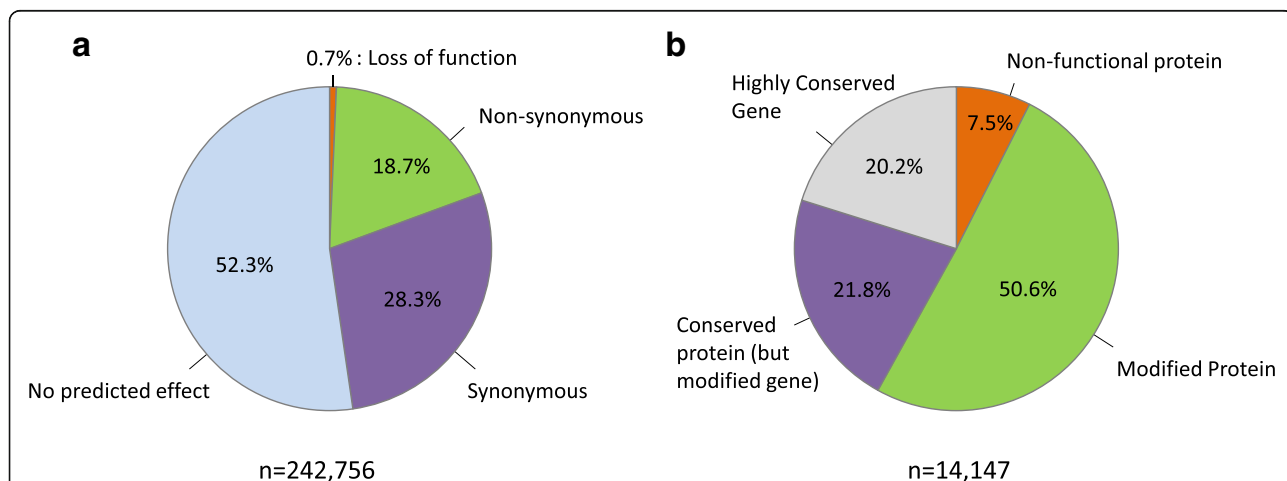 a
0.7% : Loss of function
Non-synonymous
18.7%
52.3%
28.3%
No predicted effect
Synonymous
n=242,756
b
Non-functional protein
Highly Conserved
Gene
7.5%
20.2%
21.8%
50.6%
Conserved
protein (but
modified gene)
Modified Protein
n=14,147